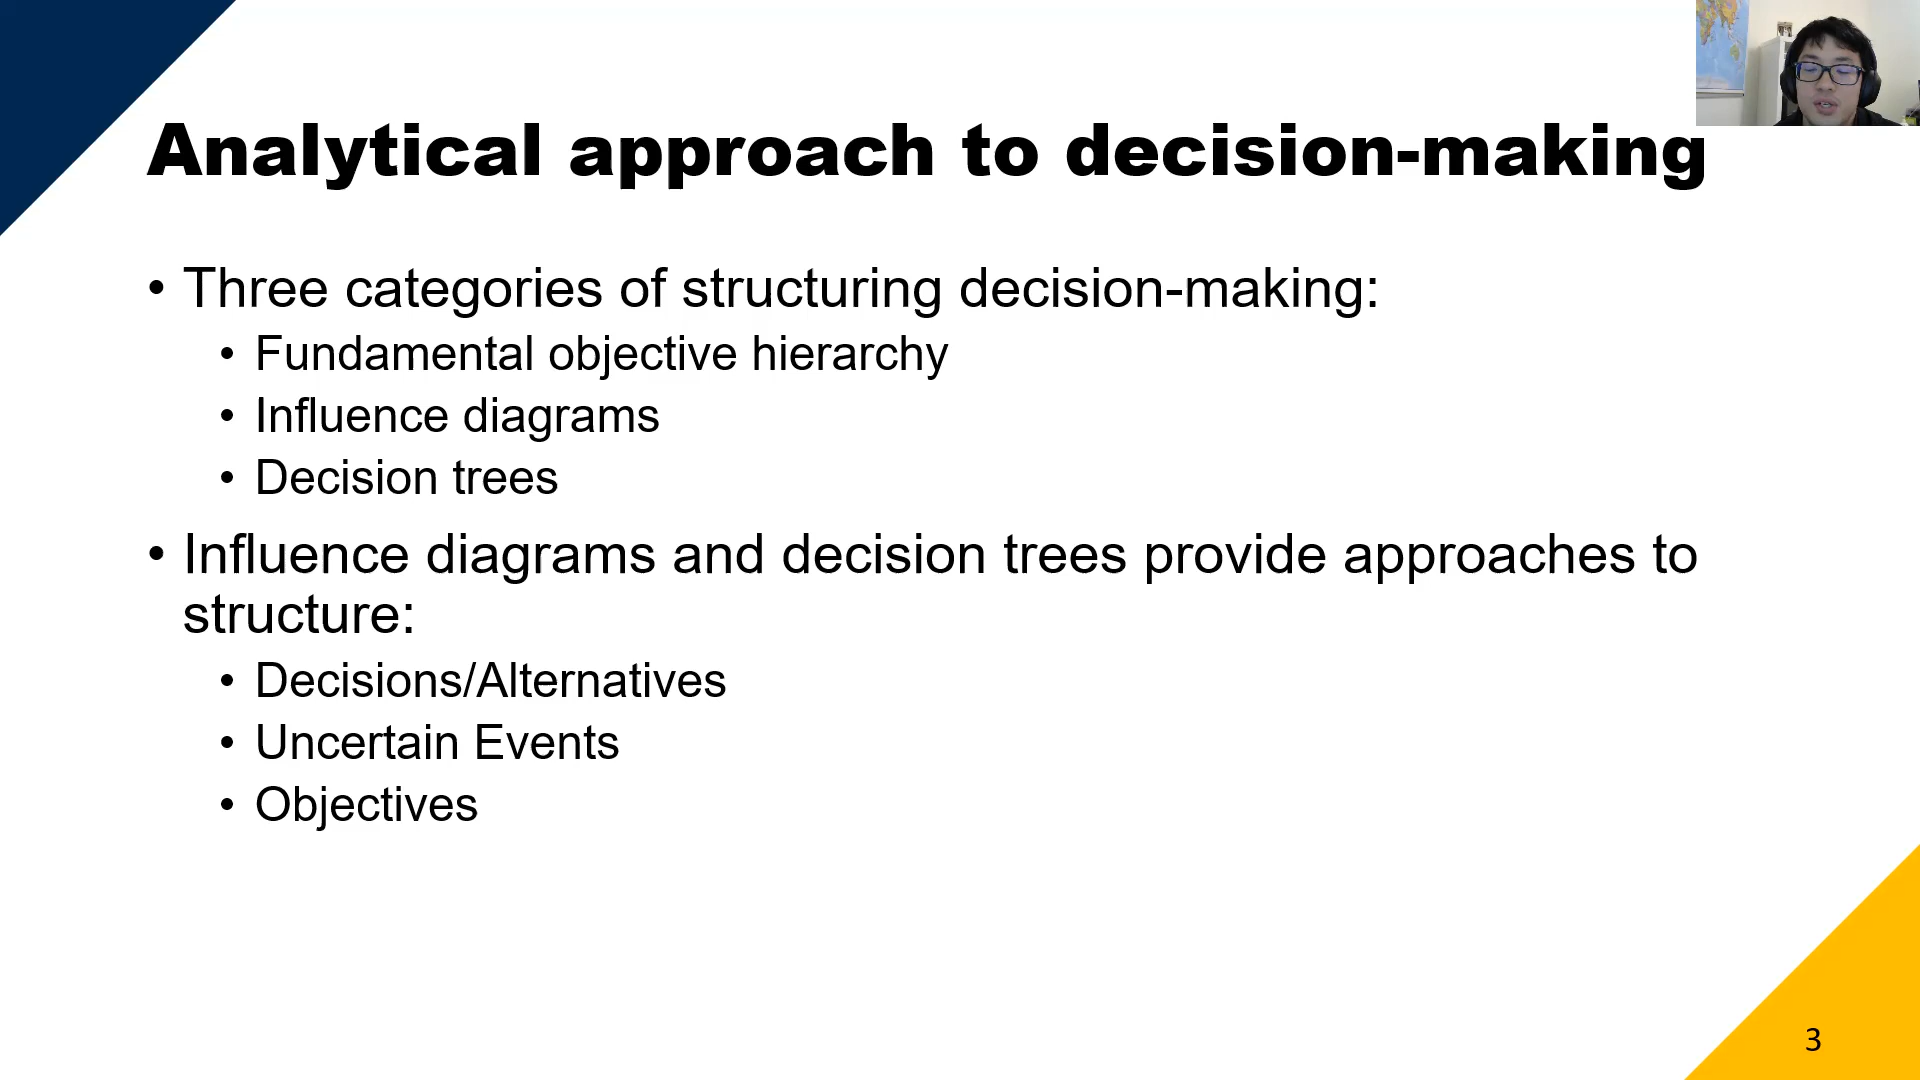 Analytical approach to decision-making
• Three categories of structuring decision-making:
• Fundamental objective hierarchy
• Influence diagrams
• Decision trees
• Influence diagrams and decision trees provide approaches to
structure:
• Decisions/Alternatives
• Uncertain Events
• Objectives
3